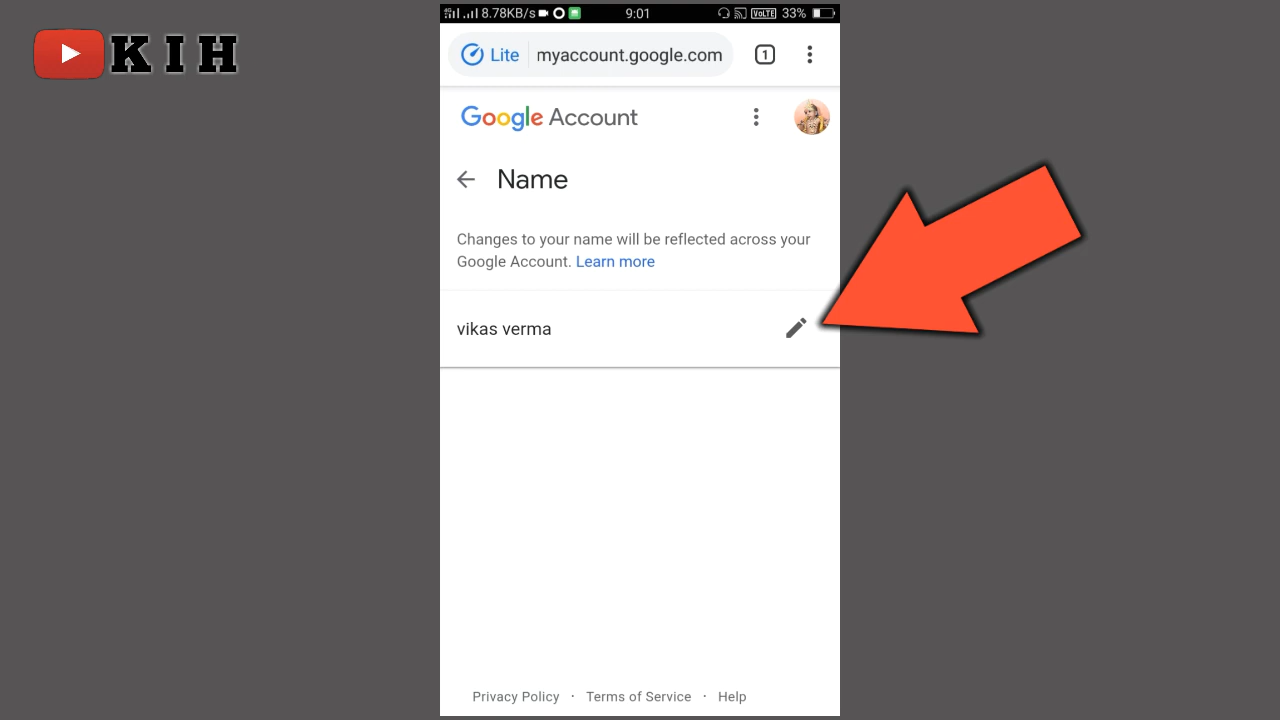 KIH
8.78KB/s 9:01 VoLTE 33%
Lite myaccount.google.com 1
Google Account
Name
Changes to your name will be reflected across your
Google Account. Learn more
vikas verma
Privacy Policy · Terms of Service · Help